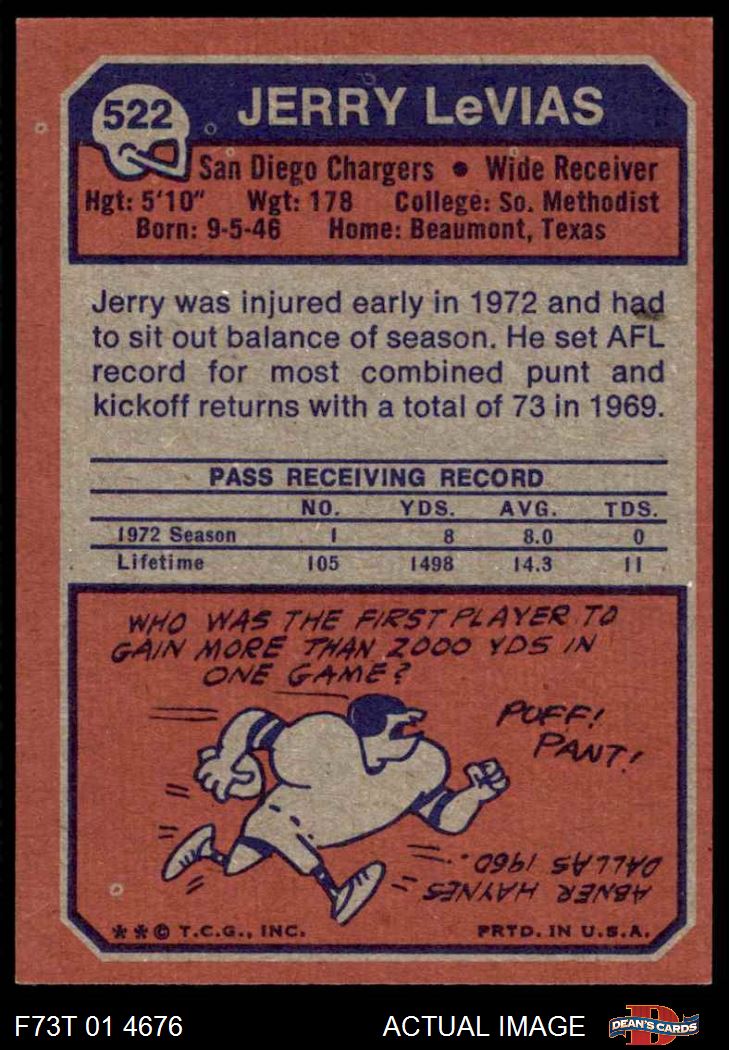 522 JERRY LeVIAS
San Diego Chargers • Wide Receiver
Hgt: 5'10" Wgt: 178 College: So. Methodist
Born: 9-5-46 Home: Beaumont, Texas
Jerry was injured early in 1972 and had
to sit out balance of season. He set AFL
record for most combined punt and
kickoff returns with a total of 73 in 1969.
PASS RECEIVING RECORD
NO. YDS. AVG. TDS.
1972 Season 1 8 8.0 0
Lifetime 105 1498 14.3 11
WHO WAS THE FIRST PLAYER TO
GAIN MORE THAN 2000 YDS IN
ONE GAME?
PUFF!
PANT!
ABNER HAYNES
DALLAS 1960..
**© T.C.G., INC. PRTD. IN U.S.A.
F73T 01 4676 ACTUAL IMAGE D DEAN'S CARDS